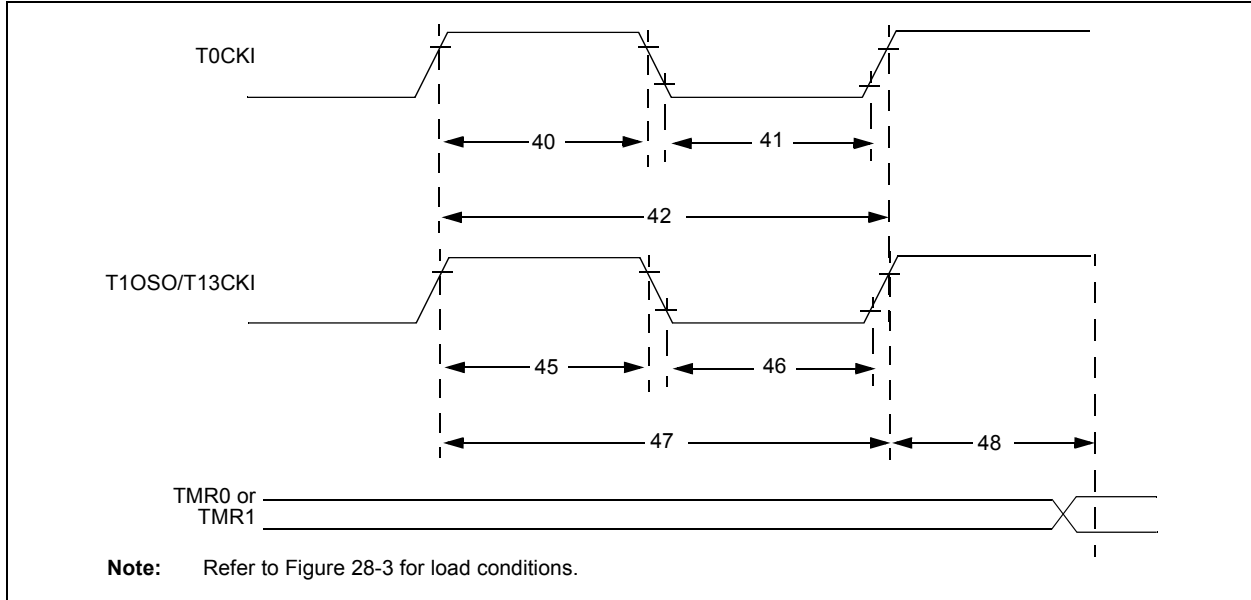 T0CKI
40
41
42
T1OSO/T13CKI
45
46
47
48
TMR0 or
TMR1
Note: Refer to Figure 28-3 for load conditions.